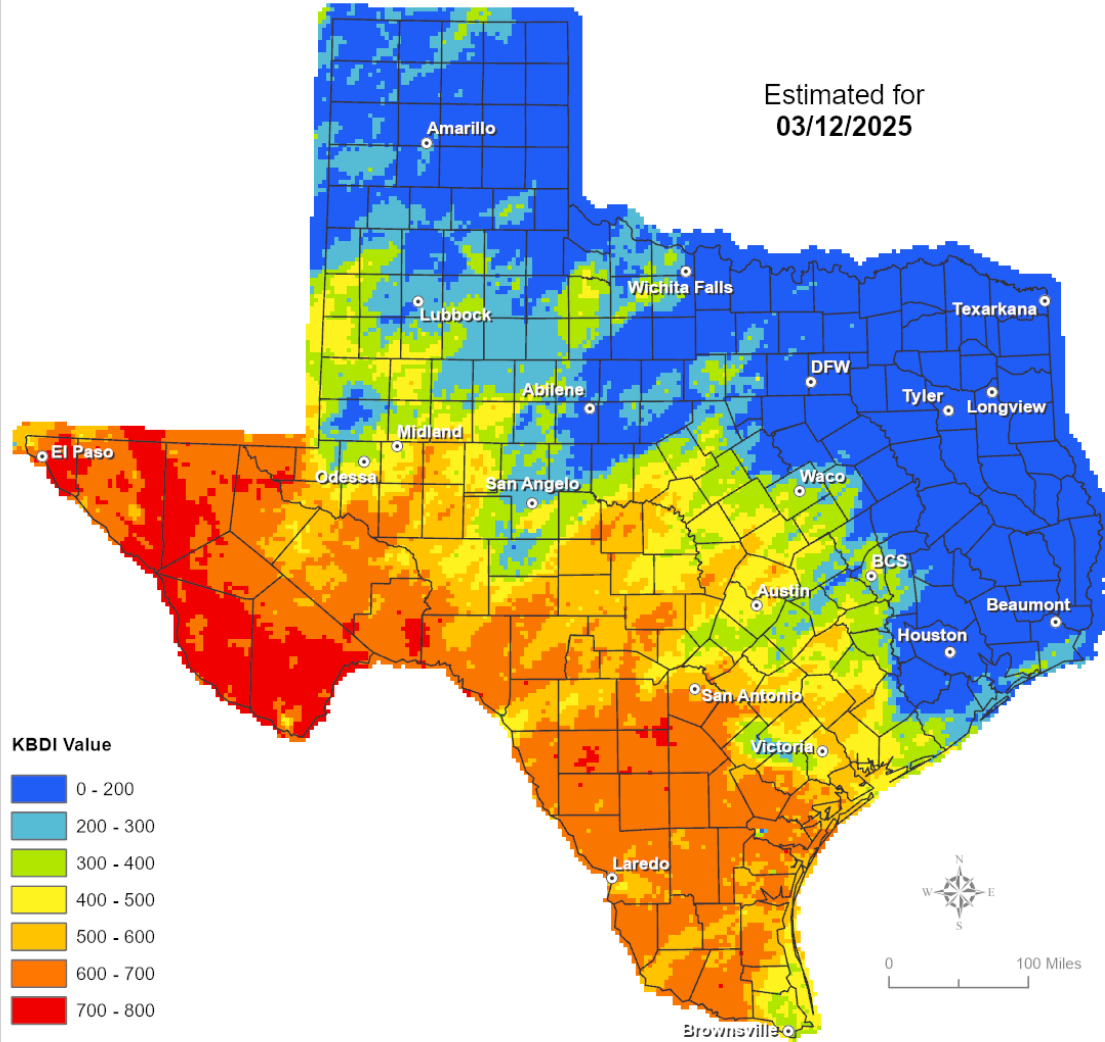 Estimated for
03/12/2025
Amarillo
Wichita Falls
Lubbock
Texarkana
DFW
Abilene
Tyler
Longview
Midland
El Paso
Odessa
San Angelo
Waco
BCS
Austin
Beaumont
Houston
San Antonio
Victoria
KBDI Value
0 - 200
200 - 300
300 - 400
400 - 500
500 - 600
600 - 700
700 - 800
Laredo
N
W E
S
0 100 Miles
Brownsville